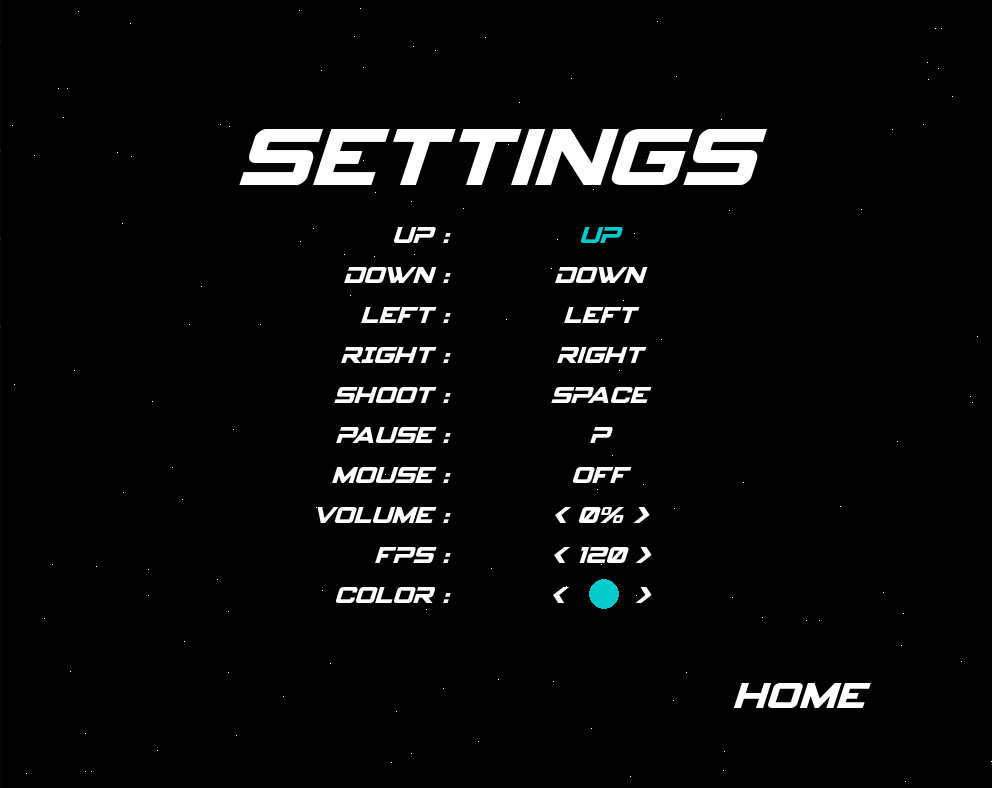 SETTINGS
UP : UP
DOWN : DOWN
LEFT : LEFT
RIGHT : RIGHT
SHOOT : SPACE
PAUSE : P
MOUSE : OFF
VOLUME : < 0% >
FPS : < 120 >
COLOR : < >
HOME